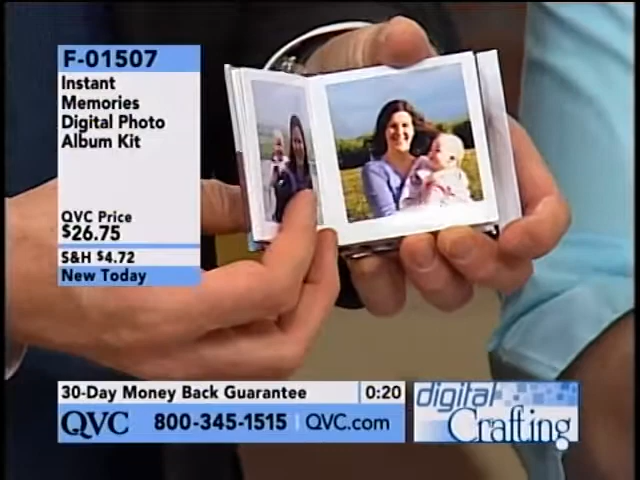 F-01507
Instant
Memories
Digital Photo
Album Kit
QVC Price
$26.75
S&H $4.72
New Today
30-Day Money Back Guarantee 0:20
QVC 800-345-1515 | QVC.com
digital
Crafting